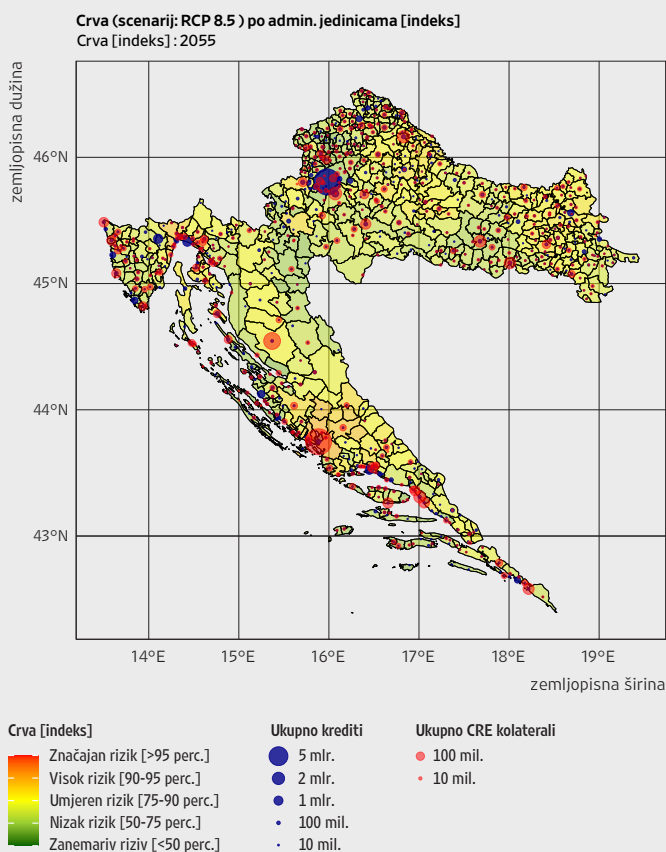 Crva (scenarij: RCP 8.5 ) po admin. jedinicama [indeks]
Crva [indeks] : 2055
zemljopisna dužina
46°N
45°N
44°N
43°N
14°E
15°E
16°E
17°E
18°E
19°E
zemljopisna širina
Crva [indeks]
Značajan rizik [>95 perc.]
Visok rizik [90-95 perc.]
Umjeren rizik [75-90 perc.]
Nizak rizik [50-75 perc.]
Zanemariv riziv [<50 perc.]
Ukupno krediti
5 mlr.
2 mlr.
1 mlr.
100 mil.
10 mil.
Ukupno CRE kolaterali
100 mil.
10 mil.